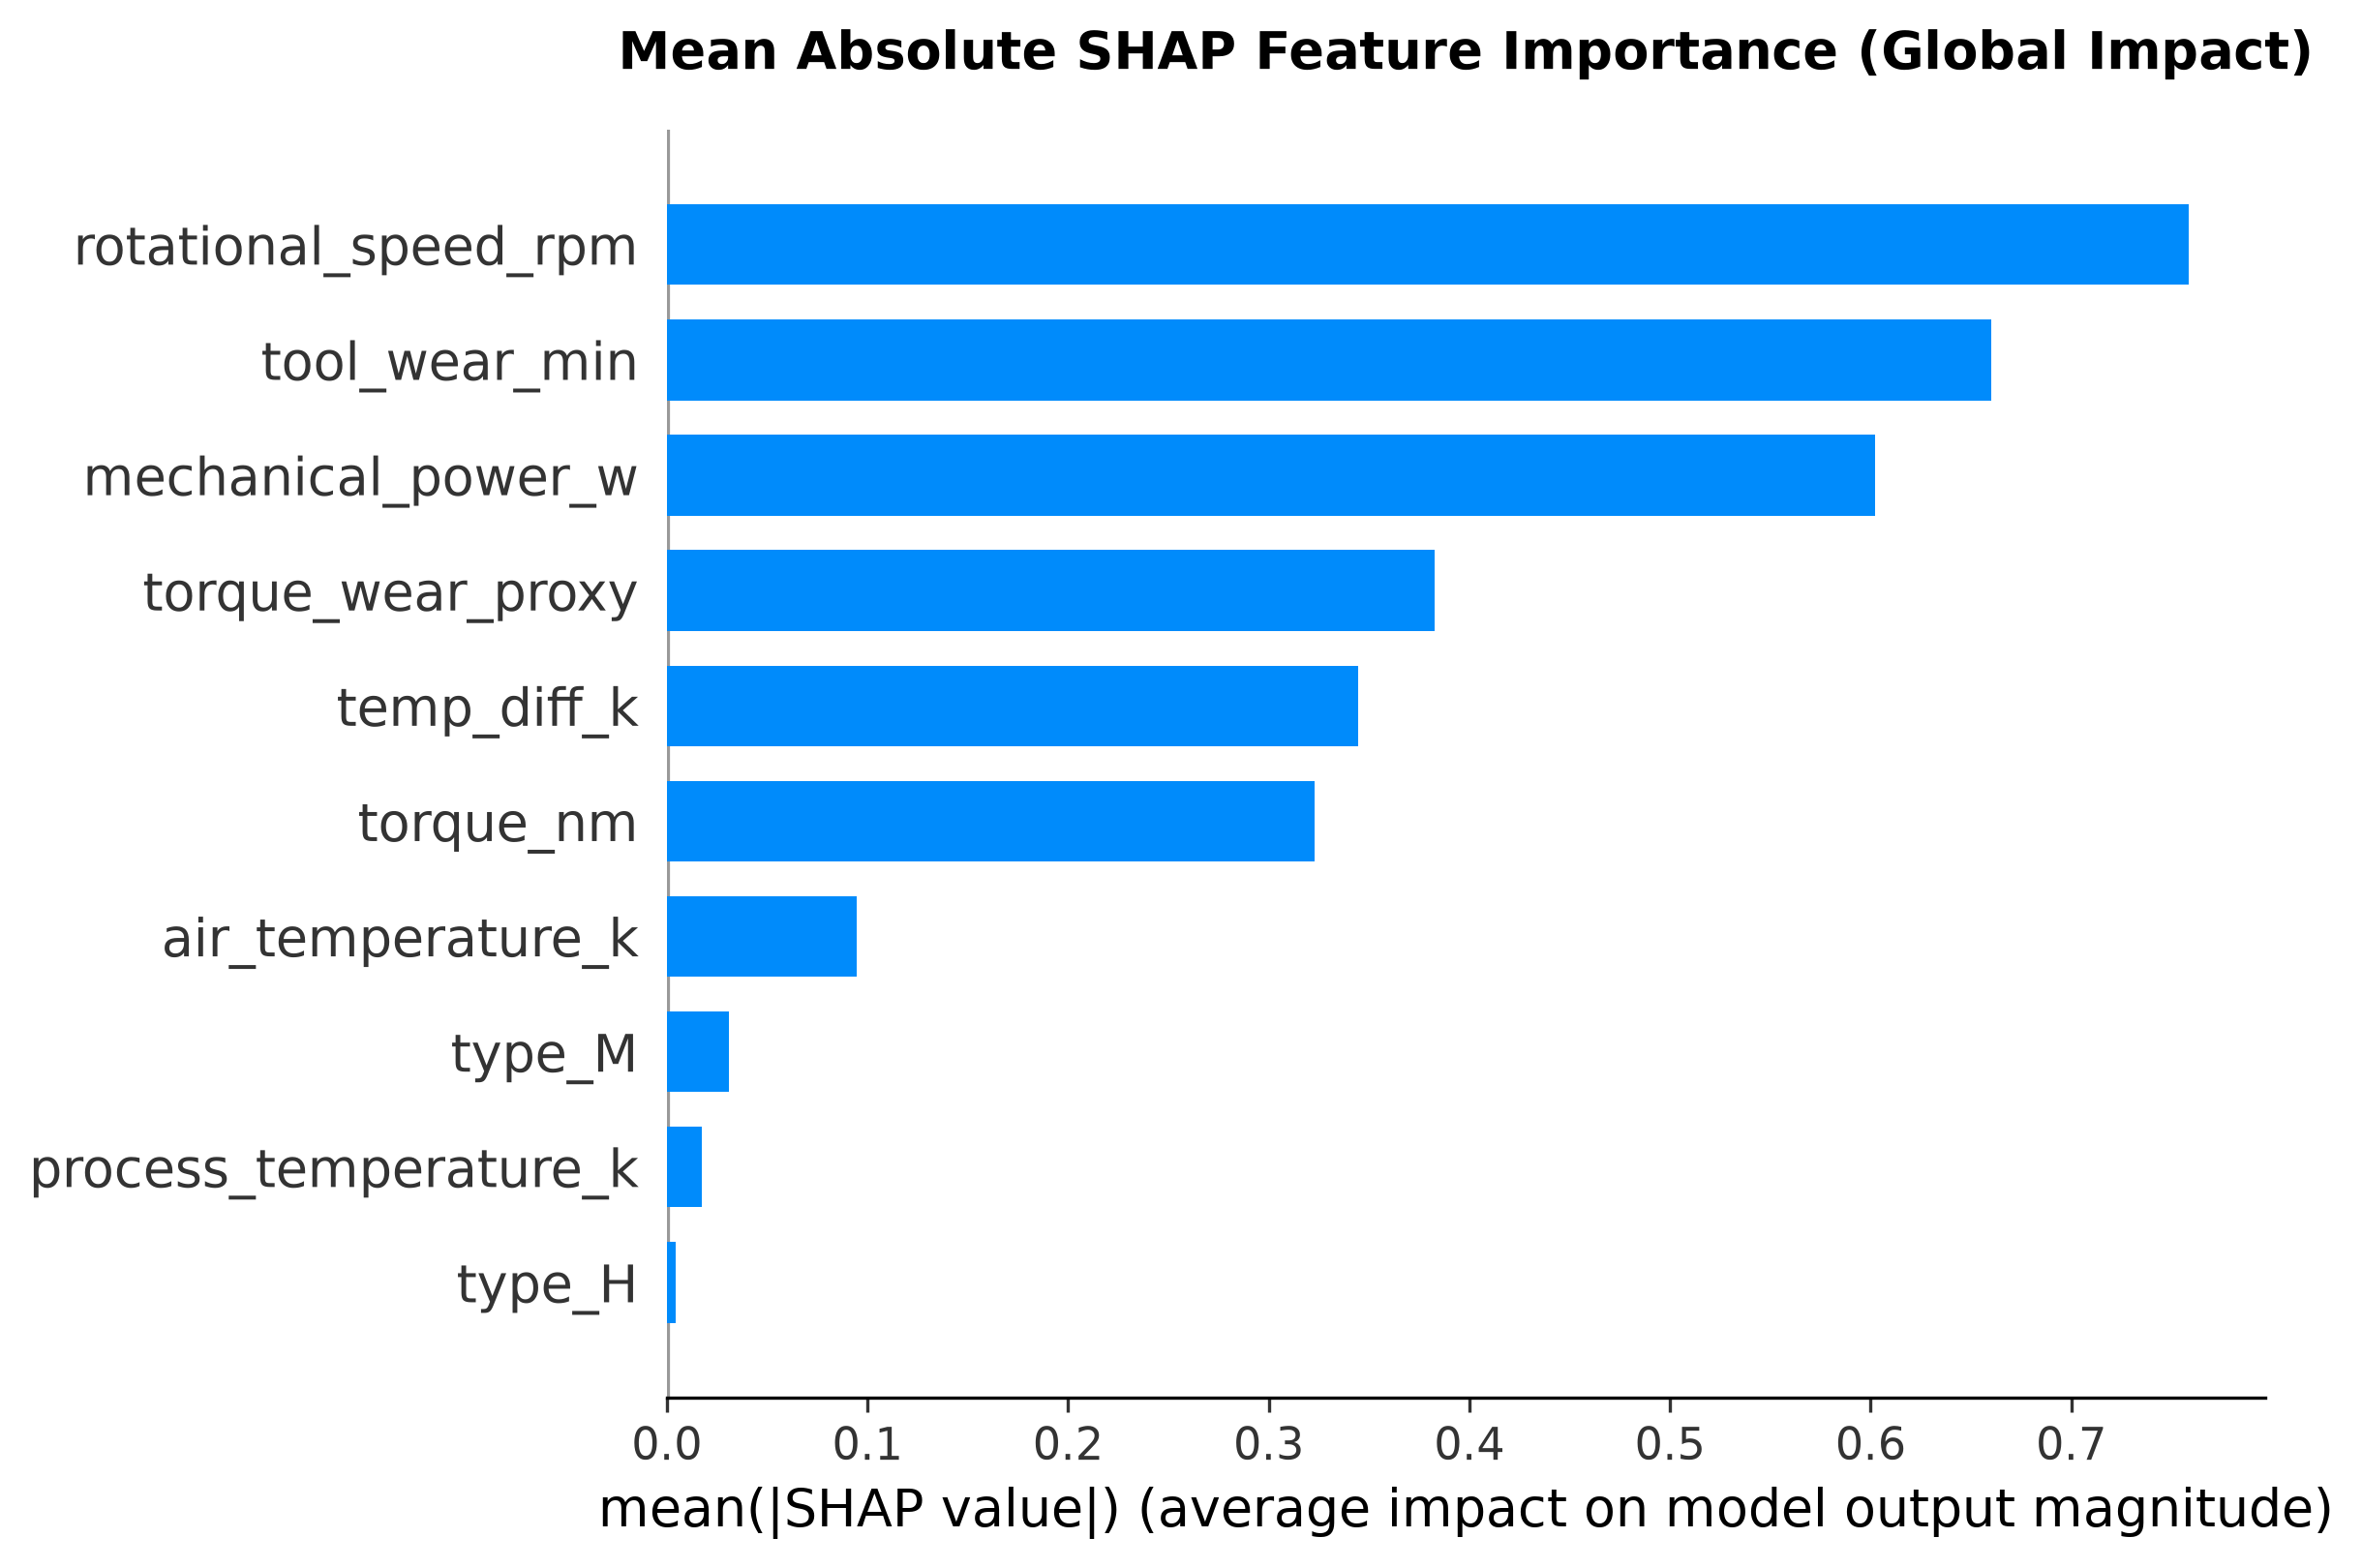 Mean Absolute SHAP Feature Importance (Global Impact)
rotational_speed_rpm
tool_wear_min
mechanical_power_w
torque_wear_proxy
temp_diff_k
torque_nm
air_temperature_k
type_M
process_temperature_k
type_H
0.0 0.1 0.2 0.3 0.4 0.5 0.6 0.7
mean(|SHAP value|) (average impact on model output magnitude)